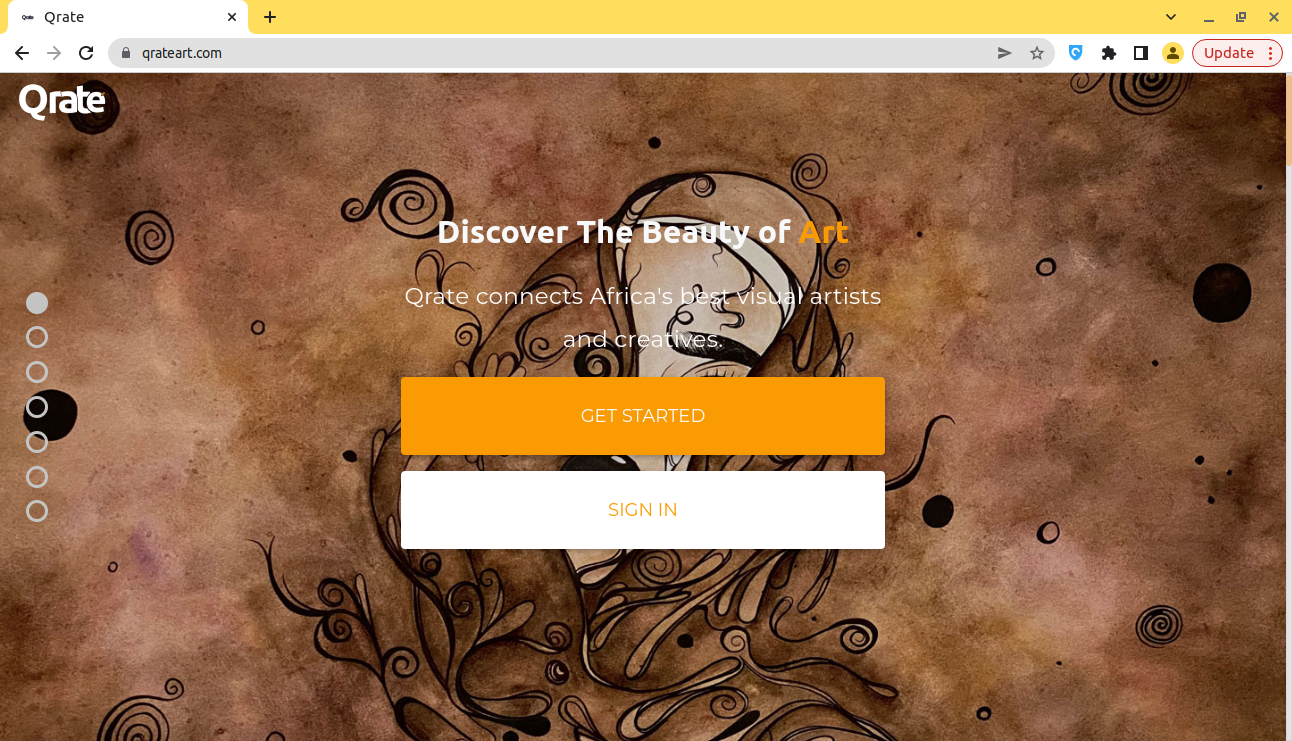 Qrate
qrateart.com
Update
Qrate
Discover The Beauty of Art
Qrate connects Africa's best visual artists
and creatives.
GET STARTED
SIGN IN